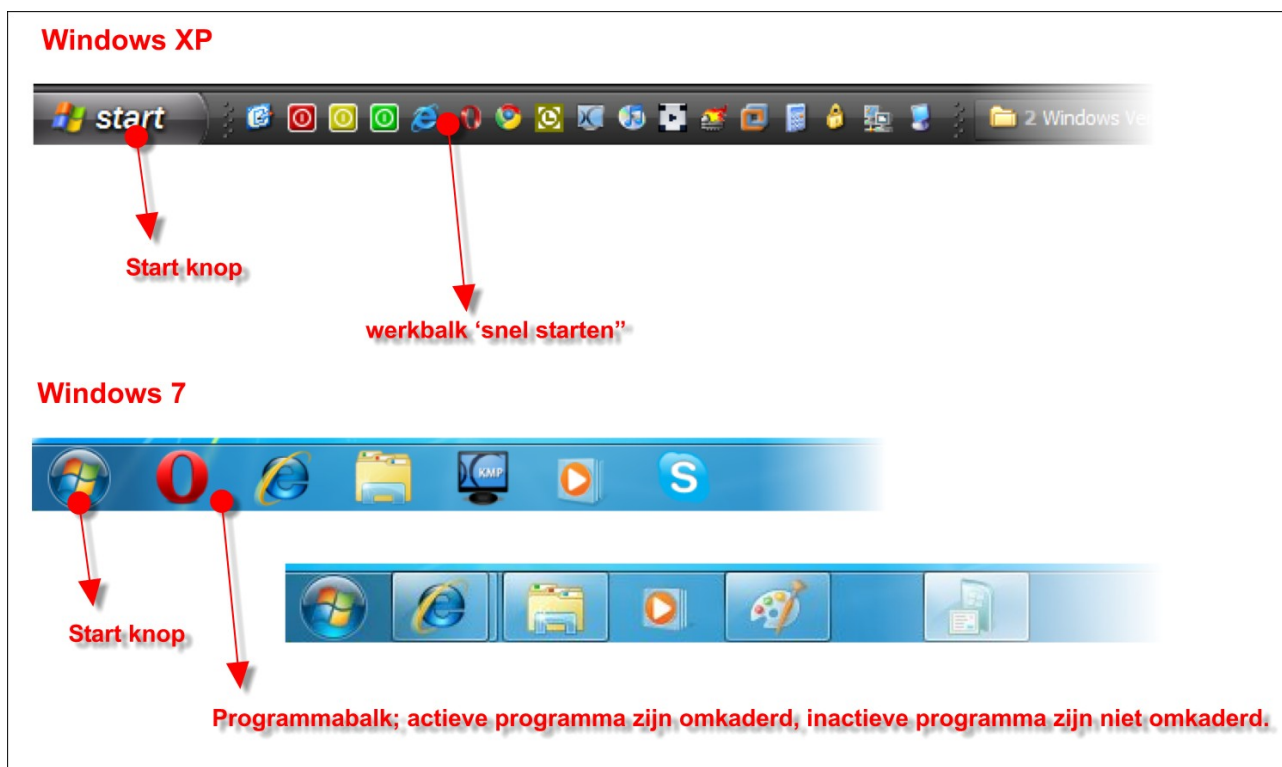 Windows XP
start
2 Windows Ve
Start knop
werkbalk ‘snel starten”
Windows 7
KMP
Start knop
Programmabalk; actieve programma zijn omkaderd, inactieve programma zijn niet omkaderd.